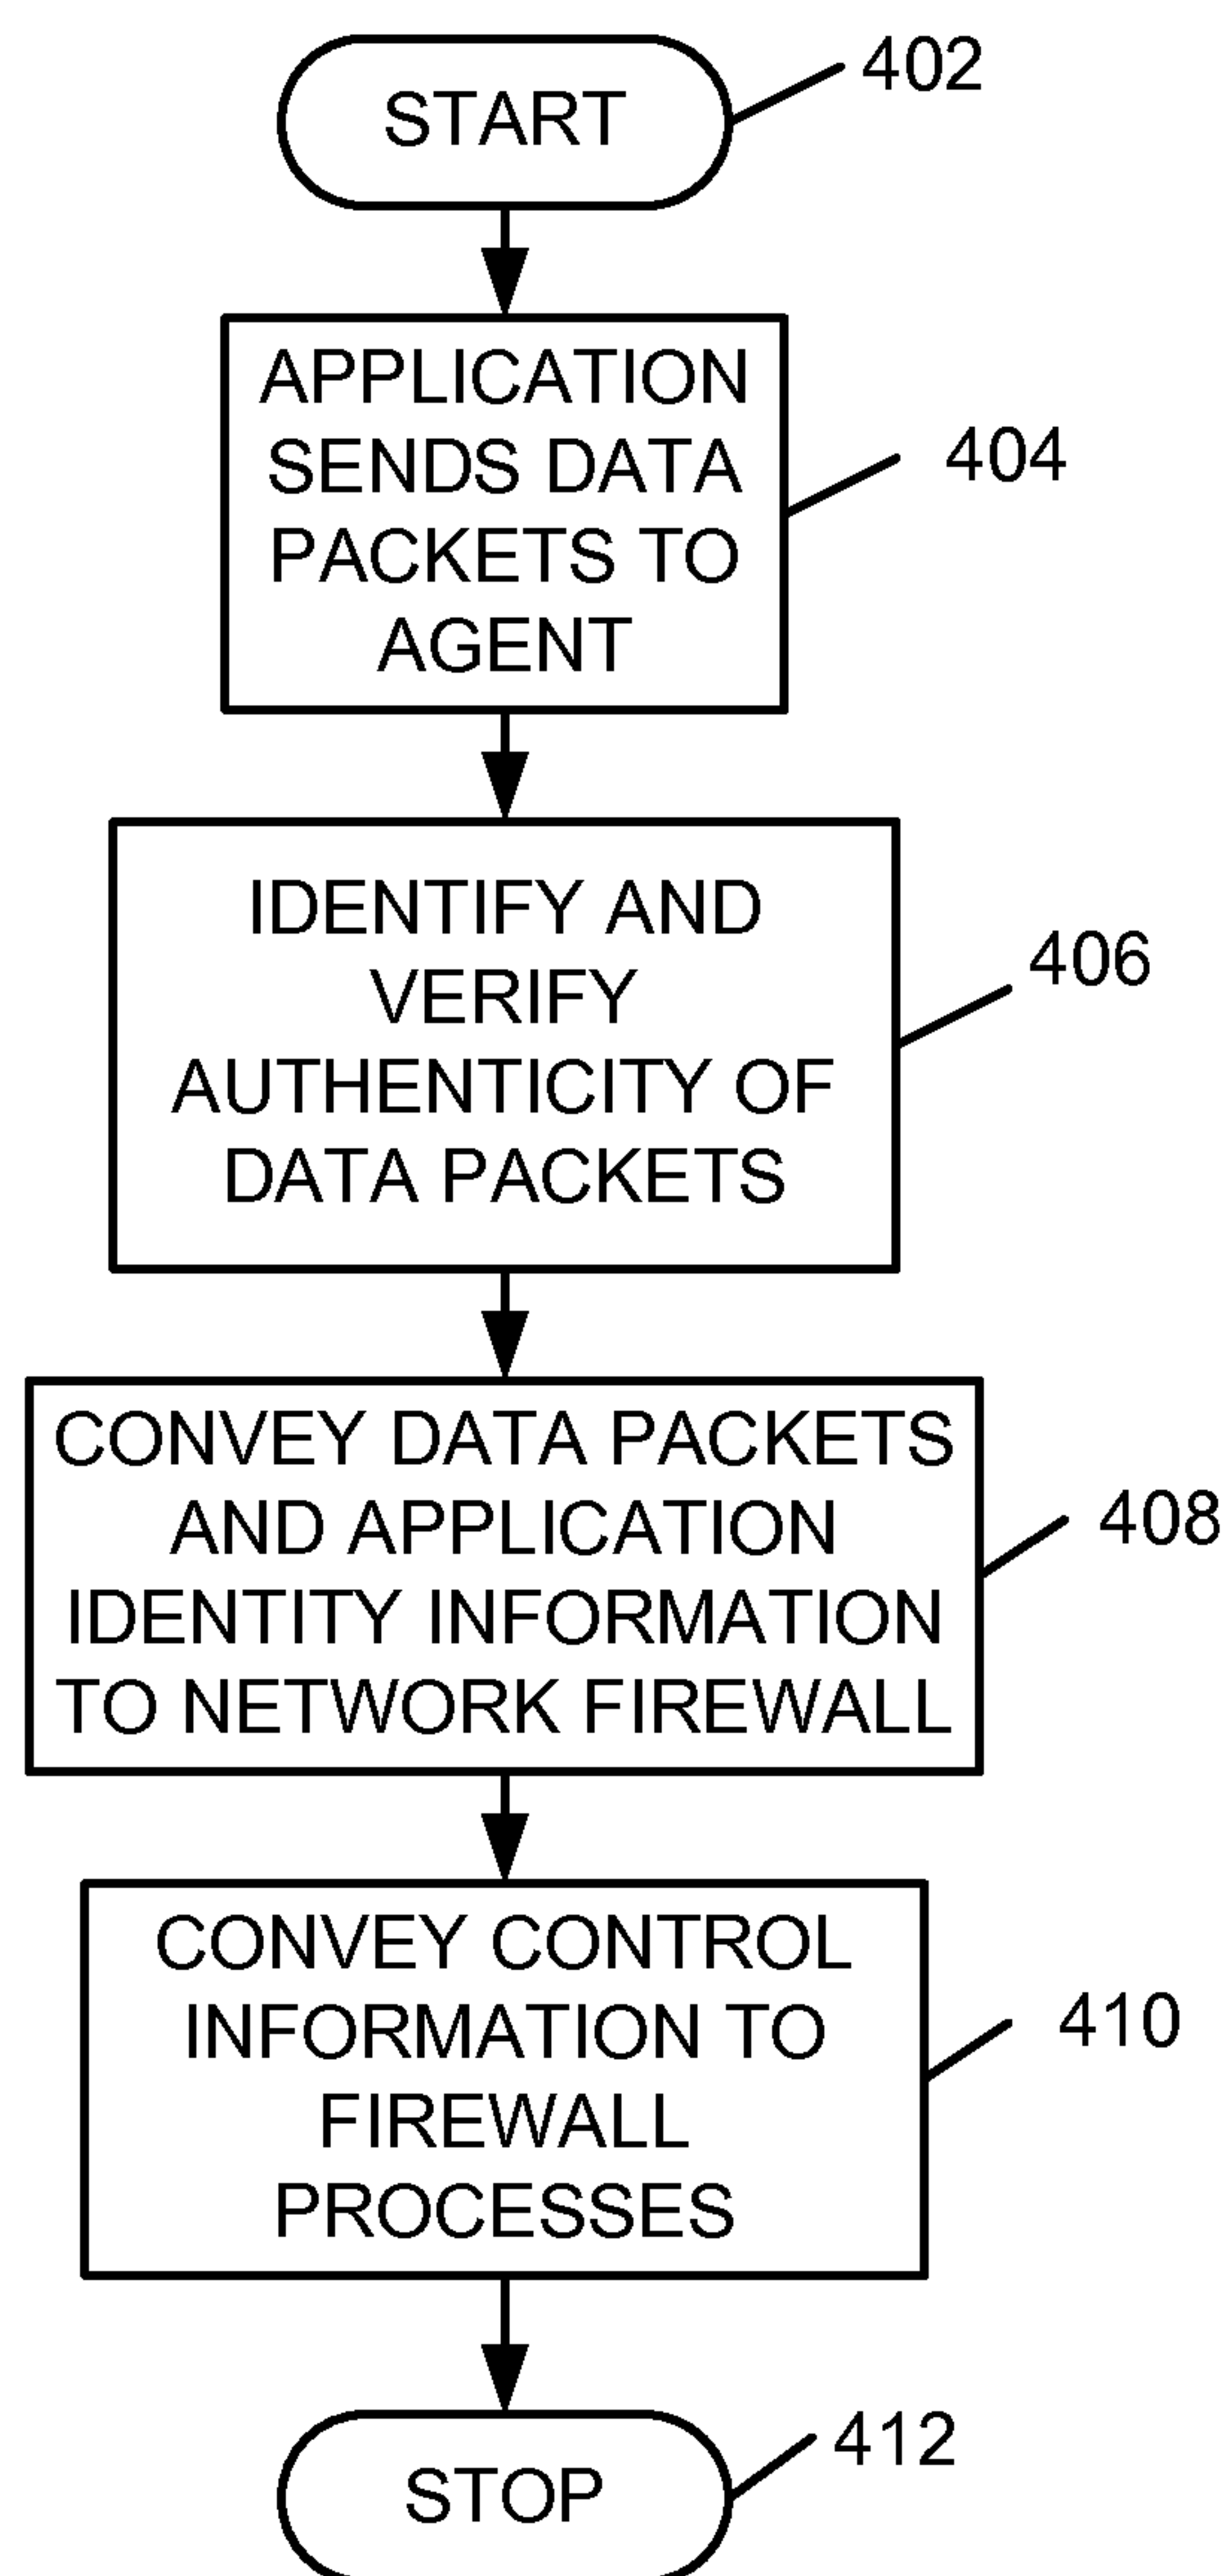 START
402
APPLICATION
SENDS DATA
PACKETS TO
AGENT
404
IDENTIFY AND
VERIFY
AUTHENTICITY OF
DATA PACKETS
406
CONVEY DATA PACKETS
AND APPLICATION
IDENTITY INFORMATION
TO NETWORK FIREWALL
408
CONVEY CONTROL
INFORMATION TO
FIREWALL
PROCESSES
410
STOP
412